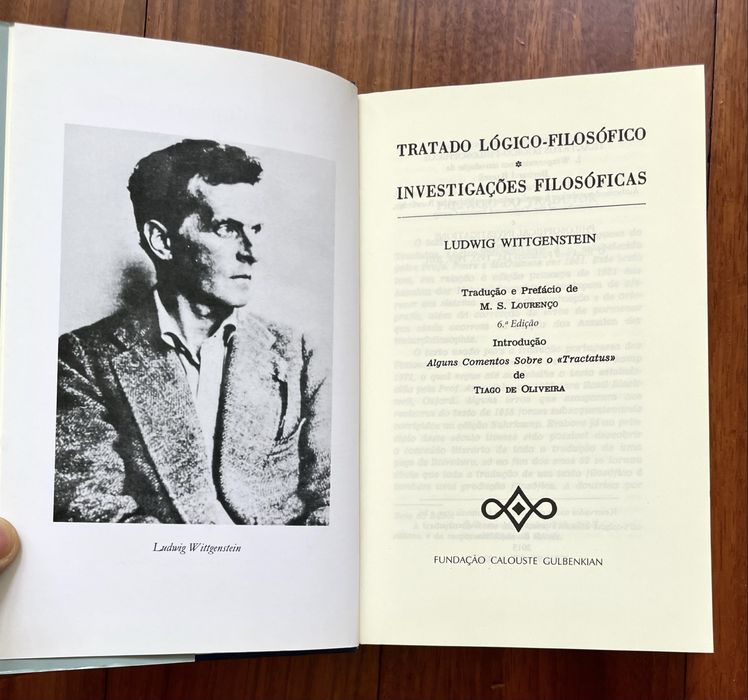 Ludwig Wittgenstein
TRATADO LÓGICO-FILOSÓFICO
*
INVESTIGAÇÕES FILOSÓFICAS
LUDWIG WITTGENSTEIN
Tradução e Prefácio de
M. S. LOURENÇO
6.ª Edição
Introdução
Alguns Comentos Sobre o «Tractatus»
de
TIAGO DE OLIVEIRA
FUNDAÇÃO CALOUSTE GULBENKIAN